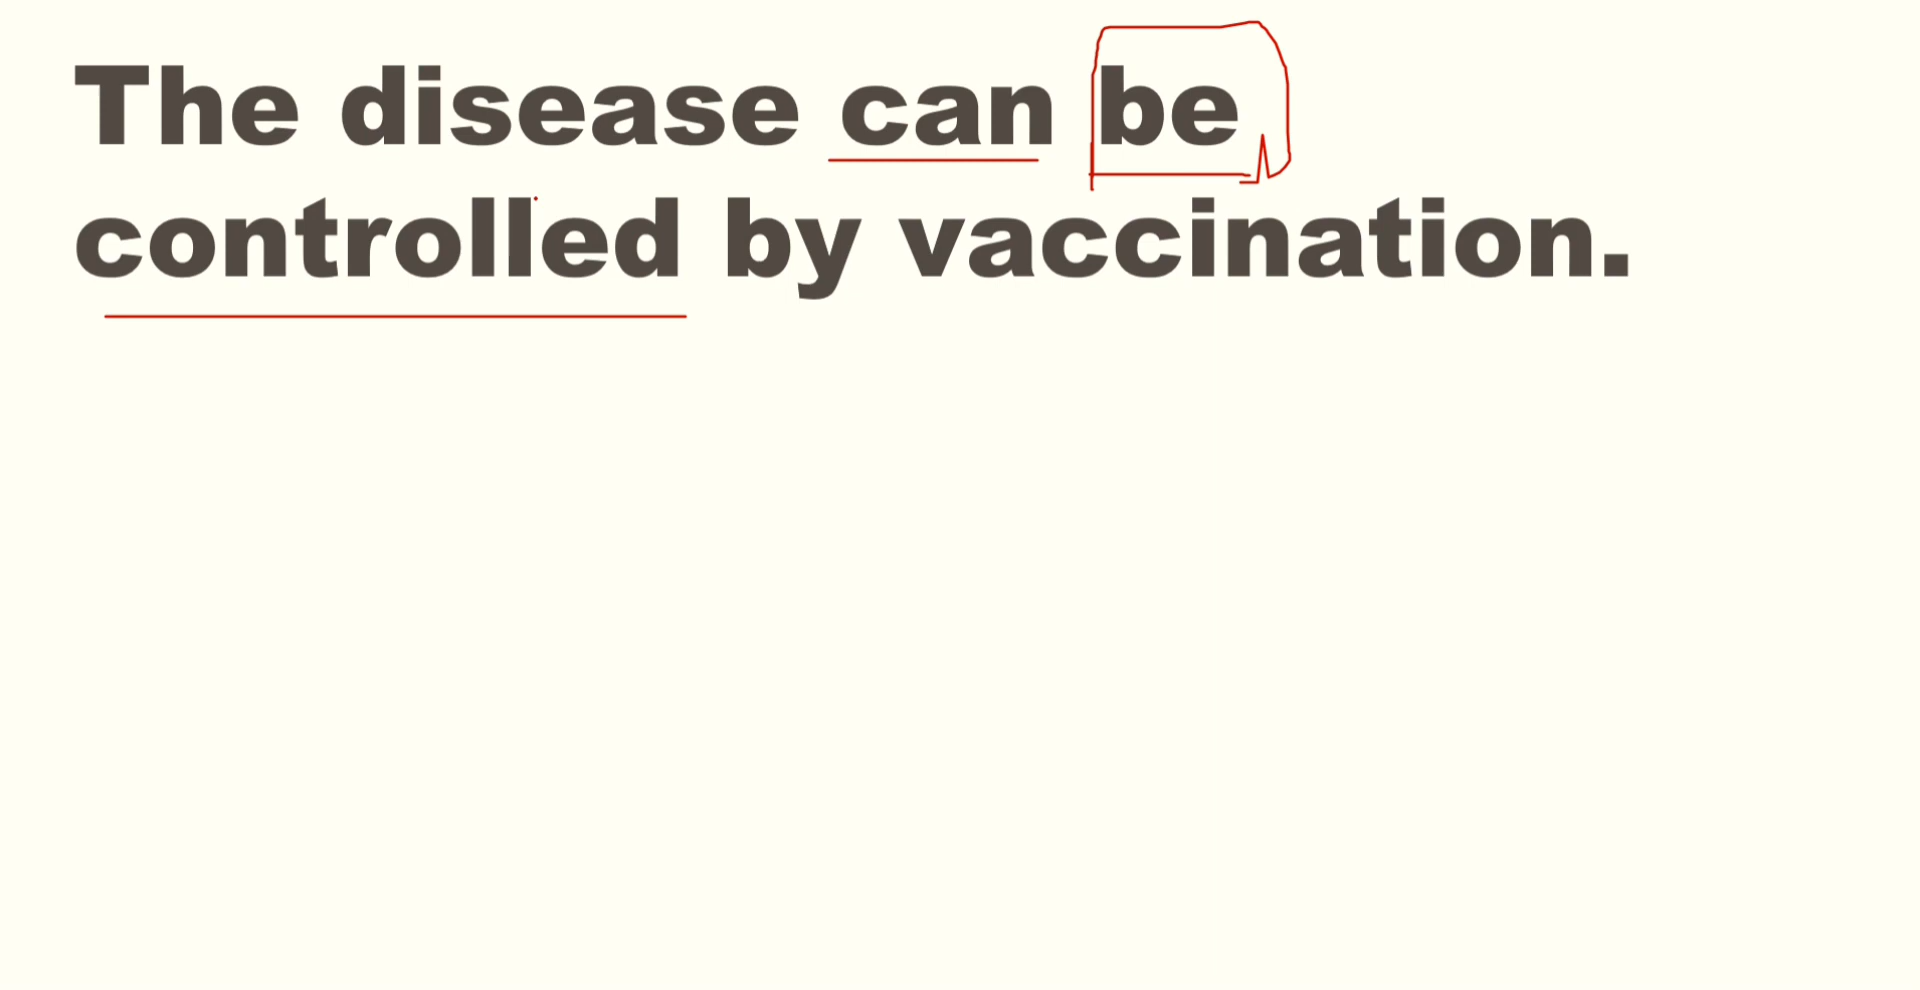 The disease can be
controlled by vaccination.